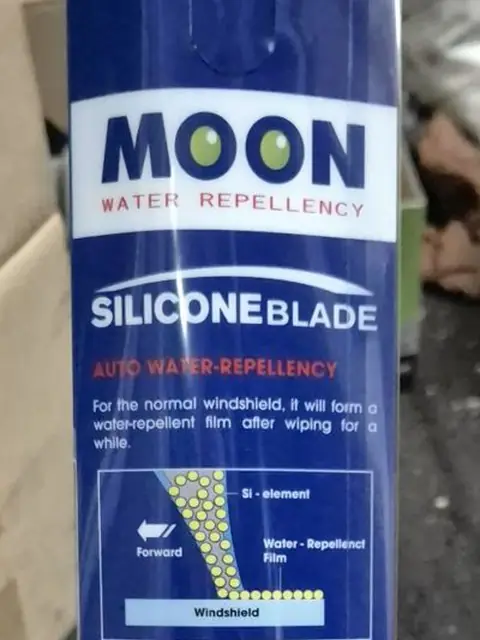 MOON
WATER REPELLENCY
SILICONEBLADE
AUTO WATER-REPELLENCY
For the normal windshield, it will form a
water-repellent film after wiping for a
while.
Si - element
Forward
Water - Repellenct
Film
Windshield